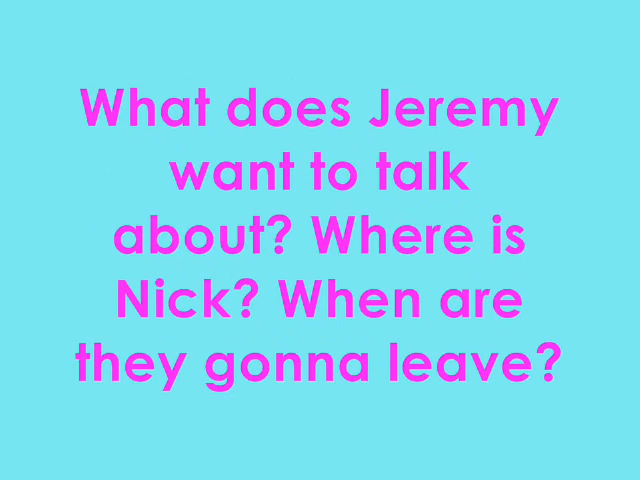 What does Jeremy
want to talk
about? Where is
Nick? When are
they gonna leave?